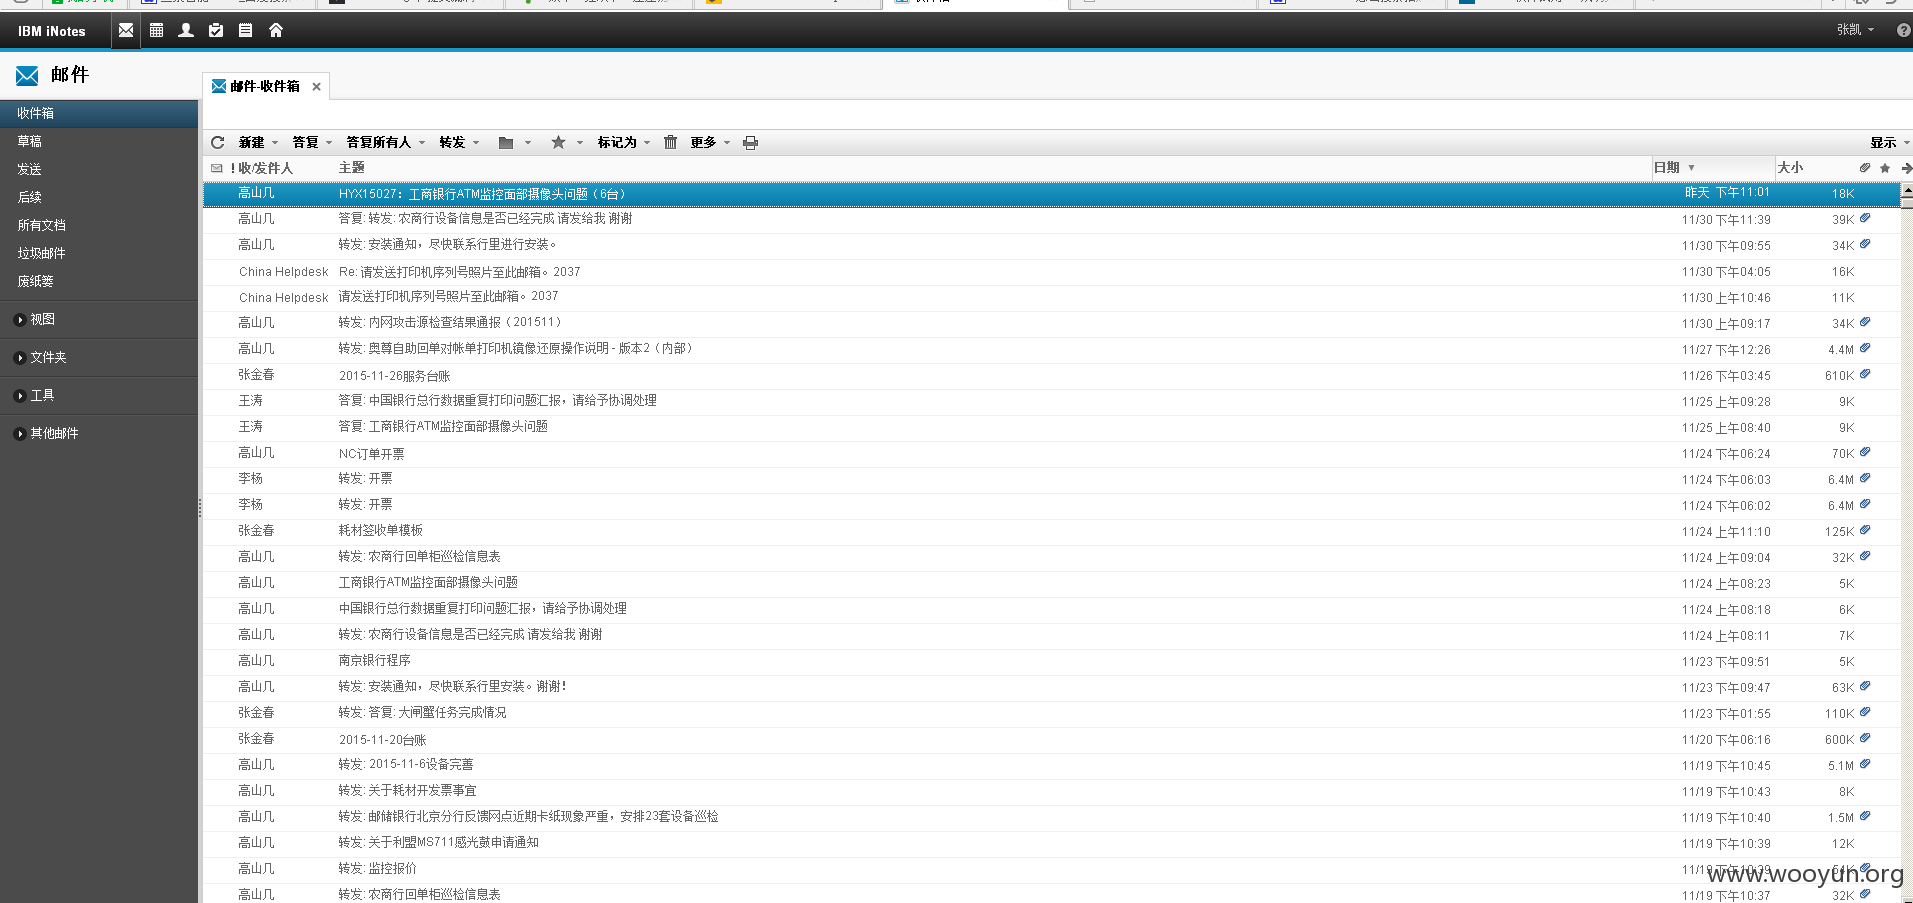 IBM iNotes
张凯
邮件
邮件-收件箱
收件箱
草稿
发送
后续
所有文档
垃圾邮件
废纸篓
视图
文件夹
工具
其他邮件
新建 答复 答复所有人 转发 标记为 更多 显示
! 收/发件人 主题 日期 大小
高山几 HYX15027：工商银行ATM监控面部摄像头问题（6台） 昨天 下午11:01 18K
高山几 答复: 转发: 农商行设备信息是否已经完成 请发给我 谢谢 11/30 下午11:39 39K
高山几 转发: 安装通知，尽快联系行里进行安装。 11/30 下午09:55 34K
China Helpdesk Re: 请发送打印机序列号照片至此邮箱。2037 11/30 下午04:05 16K
China Helpdesk 请发送打印机序列号照片至此邮箱。2037 11/30 上午10:46 11K
高山几 转发: 内网攻击源检查结果通报（201511） 11/30 上午09:17 34K
高山几 转发: 奥尊自助回单对帐单打印机镜像还原操作说明 - 版本2（内部） 11/27 下午12:26 4.4M
张金春 2015-11-26服务台账 11/26 下午03:45 610K
王涛 答复: 中国银行总行数据重复打印问题汇报，请给予协调处理 11/25 上午09:28 9K
王涛 答复: 工商银行ATM监控面部摄像头问题 11/25 上午08:40 9K
高山几 NC订单开票 11/24 下午06:24 70K
李杨 转发: 开票 11/24 下午06:03 6.4M
李杨 转发: 开票 11/24 下午06:02 6.4M
张金春 耗材签收单模板 11/24 上午11:10 125K
高山几 转发: 农商行回单柜巡检信息表 11/24 上午09:04 32K
高山几 工商银行ATM监控面部摄像头问题 11/24 上午08:23 5K
高山几 中国银行总行数据重复打印问题汇报，请给予协调处理 11/24 上午08:18 6K
高山几 转发: 农商行设备信息是否已经完成 请发给我 谢谢 11/24 上午08:11 7K
高山几 南京银行程序 11/23 下午09:51 5K
高山几 转发: 安装通知，尽快联系行里安装。谢谢！ 11/23 下午09:47 63K
张金春 转发: 答复: 大闸蟹任务完成情况 11/23 下午01:55 110K
张金春 2015-11-20台账 11/20 下午06:16 600K
高山几 转发: 2015-11-6设备完善 11/19 下午10:45 5.1M
高山几 转发: 关于耗材开发票事宜 11/19 下午10:43 8K
高山几 转发: 邮储银行北京分行反馈网点近期卡纸现象严重，安排23套设备巡检 11/19 下午10:40 1.5M
高山几 转发: 关于利盟MS711感光鼓申请通知 11/19 下午10:39 12K
高山几 转发: 监控报价 11/19 下午10:39 54K
www.wooyun.org
高山几 转发: 农商行回单柜巡检信息表 11/19 下午10:37 32K